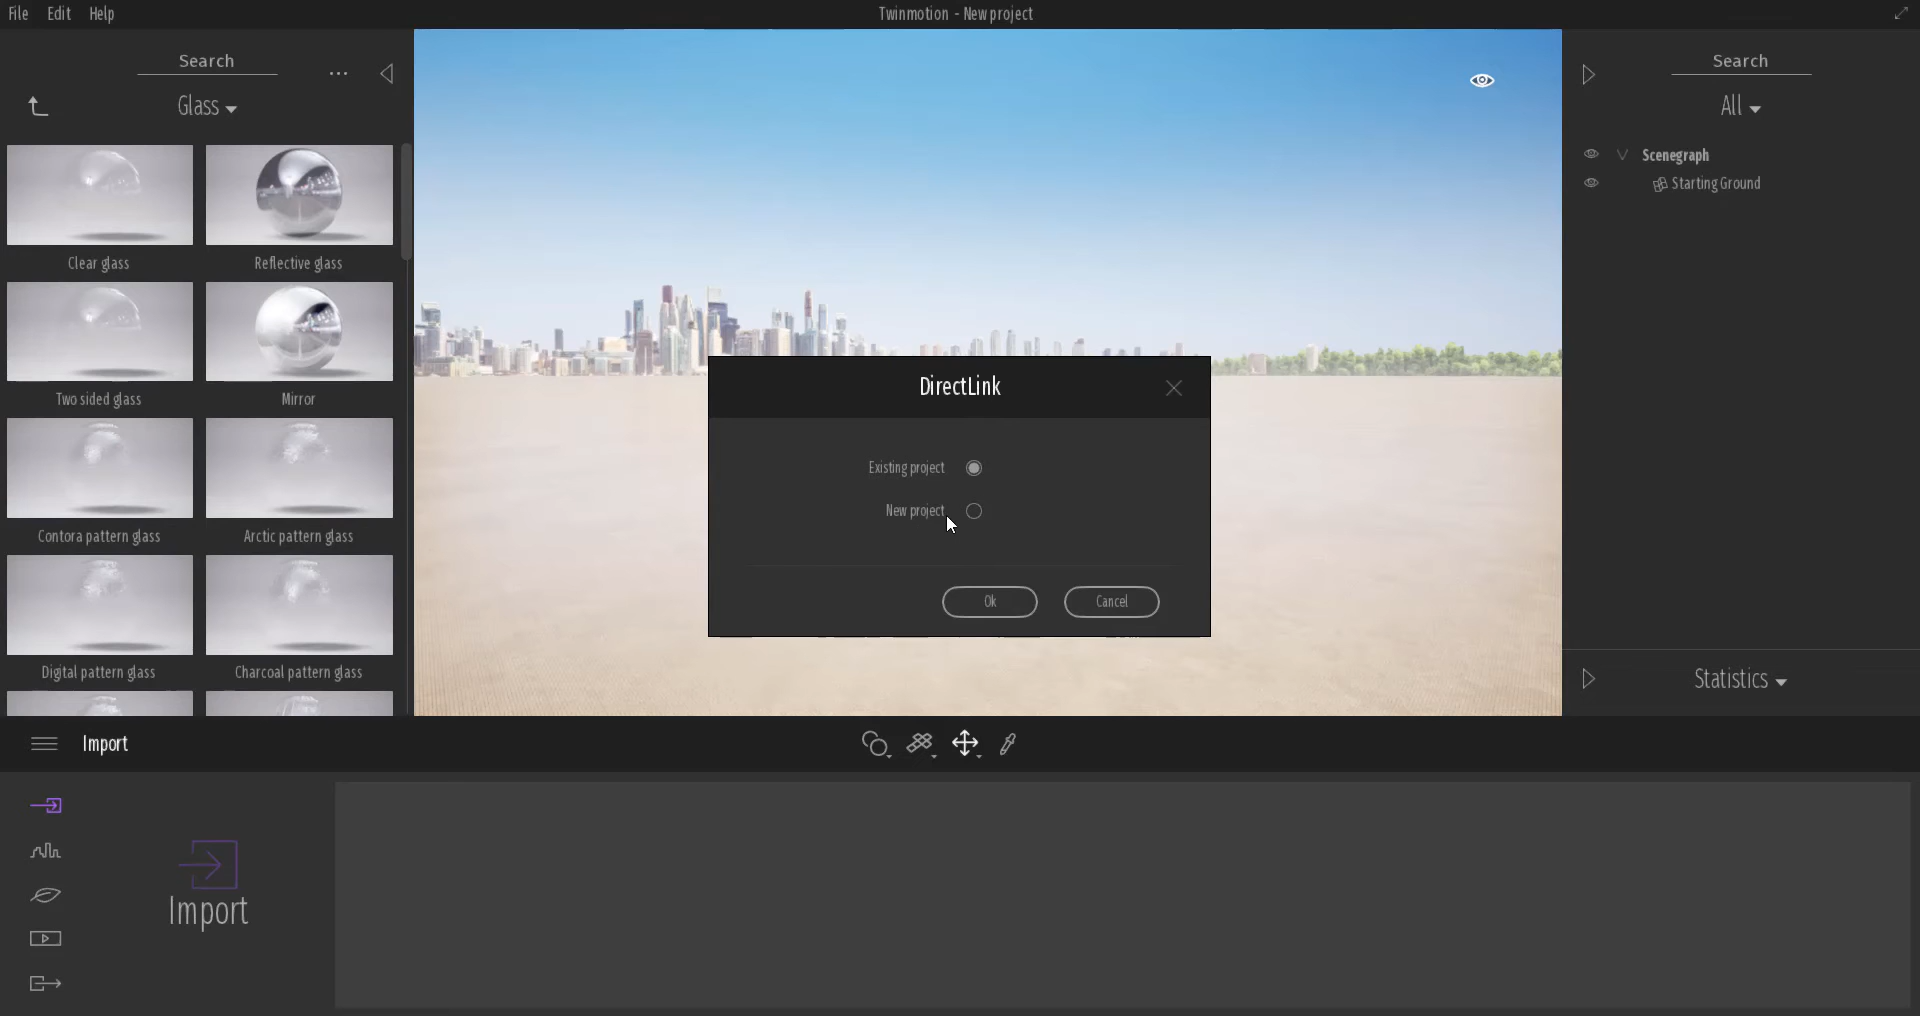 File Edit Help
Twinmotion - New project
Search
...
Glass
Clear glass
Reflective glass
Two sided glass
Mirror
Contora pattern glass
Arctic pattern glass
Digital pattern glass
Charcoal pattern glass
DirectLink
Existing project
New project
Ok
Cancel
Search
All
Scenegraph
Starting Ground
Statistics
Import
Import